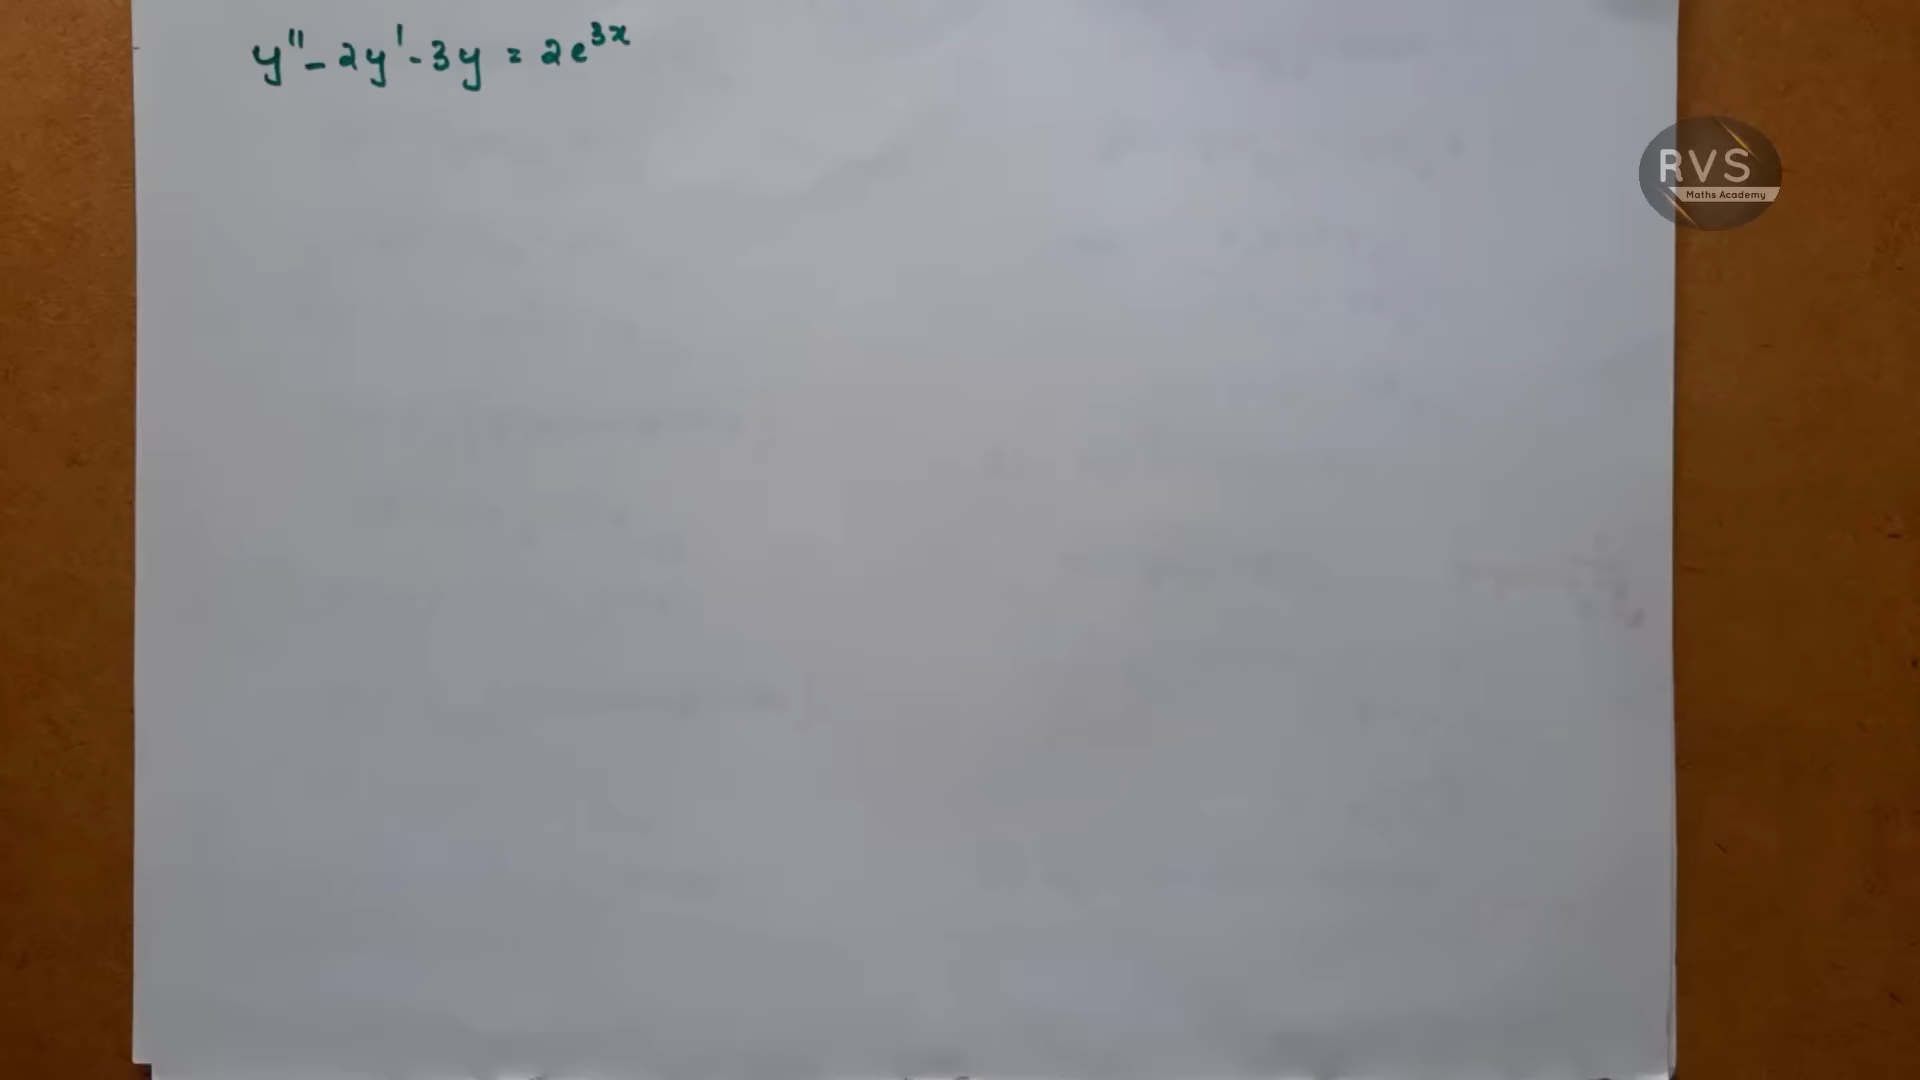 y'' - 2y' - 3y = 2e^{3x}
RVS
Maths Academy